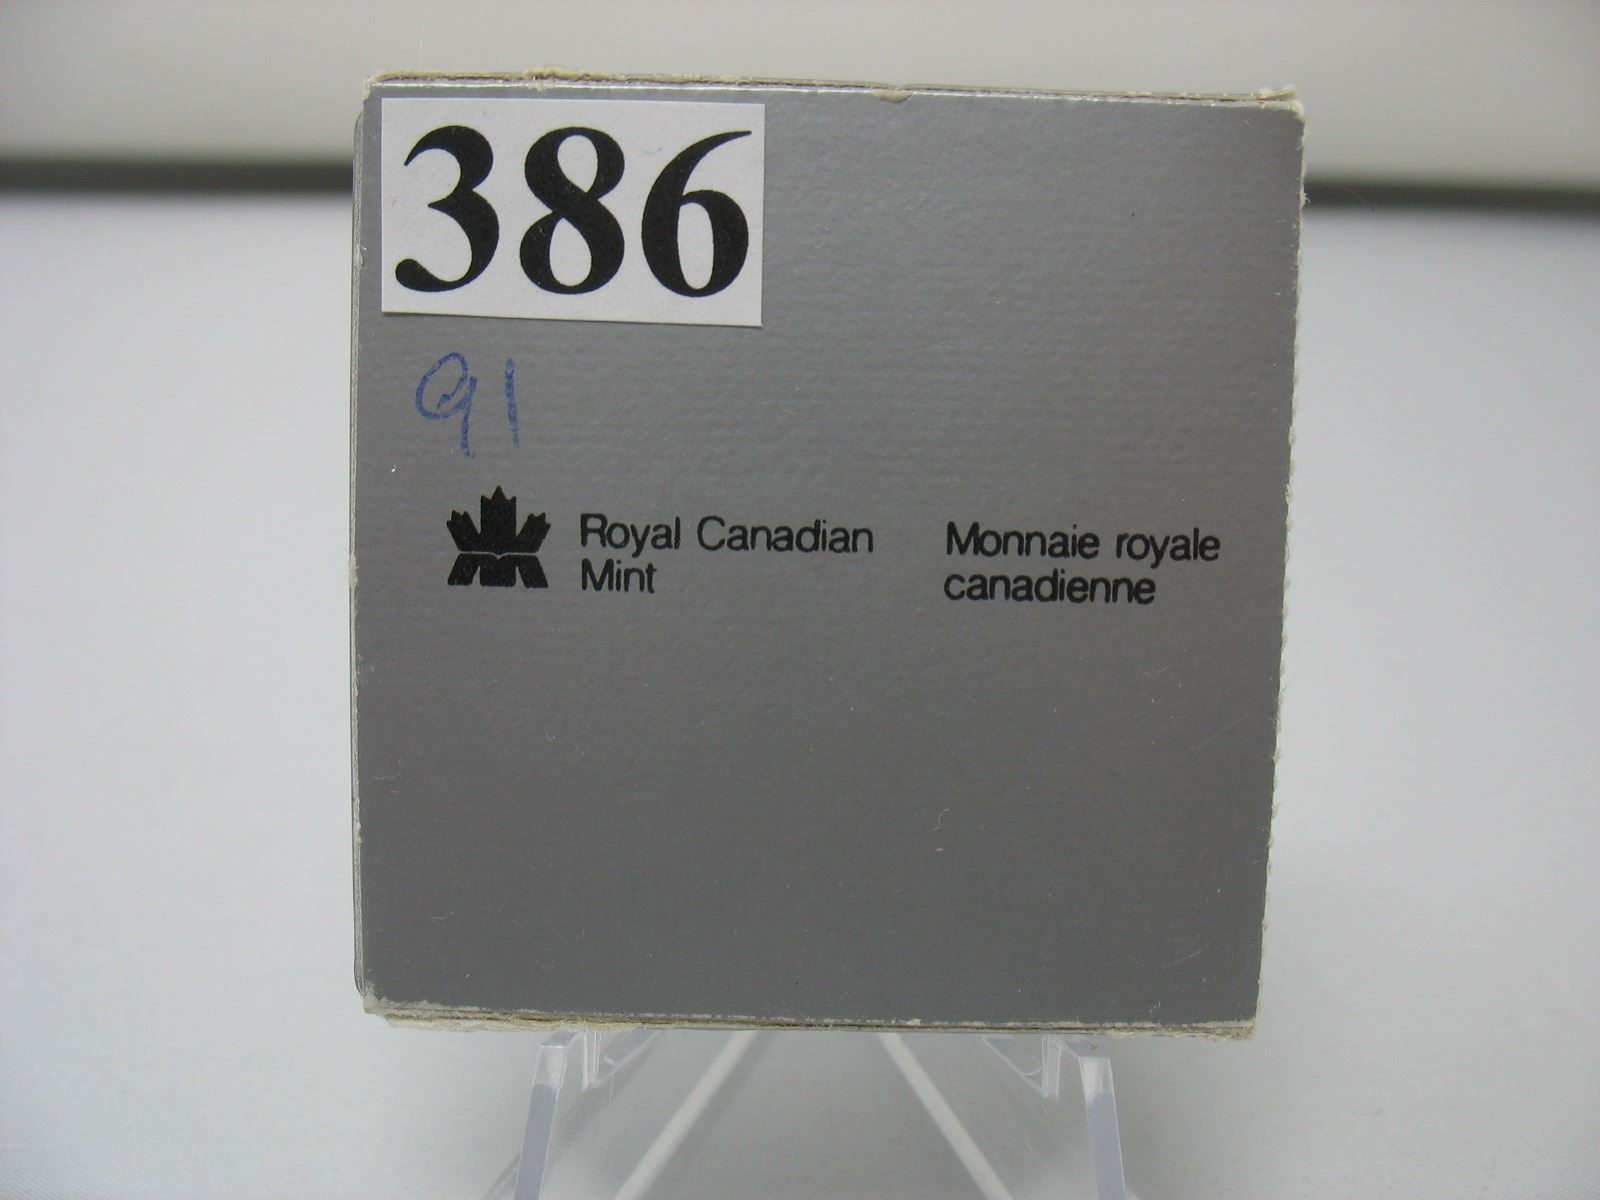 386
91
Royal Canadian
Mint
Monnaie royale
canadienne